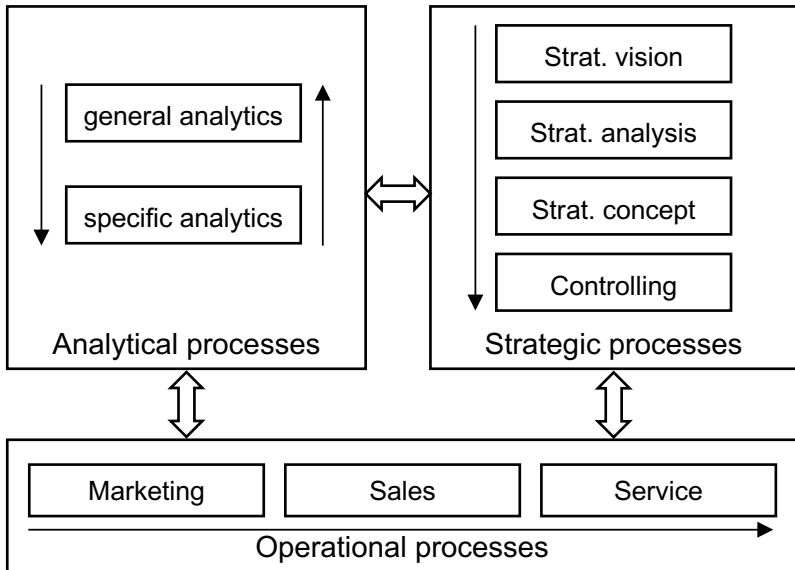 general analytics
specific analytics
Analytical processes
Strat. vision
Strat. analysis
Strat. concept
Controlling
Strategic processes
Marketing
Sales
Service
Operational processes